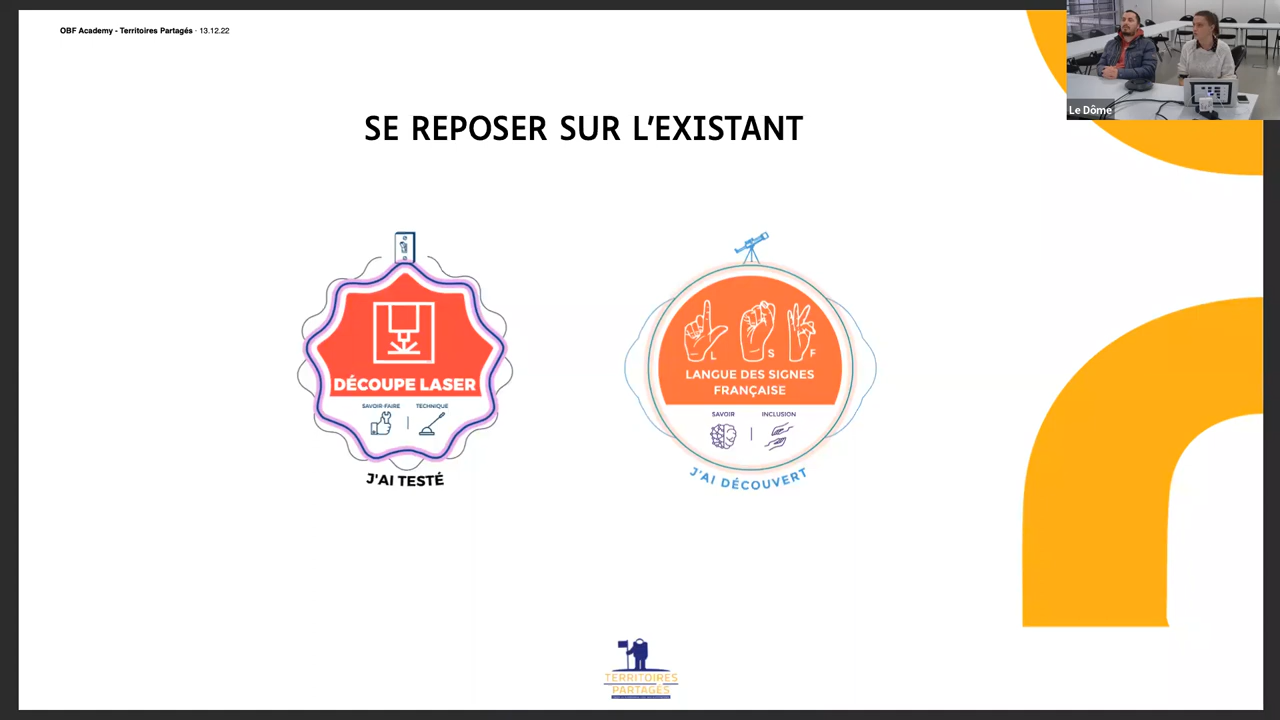 OBF Academy - Territoires Partagés · 13.12.22
Le Dôme
SE REPOSER SUR L’EXISTANT
DÉCOUPE LASER
SAVOIR-FAIRE
TECHNIQUE
J'AI TESTÉ
L
S
F
LANGUE DES SIGNES
FRANÇAISE
SAVOIR
INCLUSION
J'AI DÉCOUVERT
TERRITOIRES
PARTAGÉS